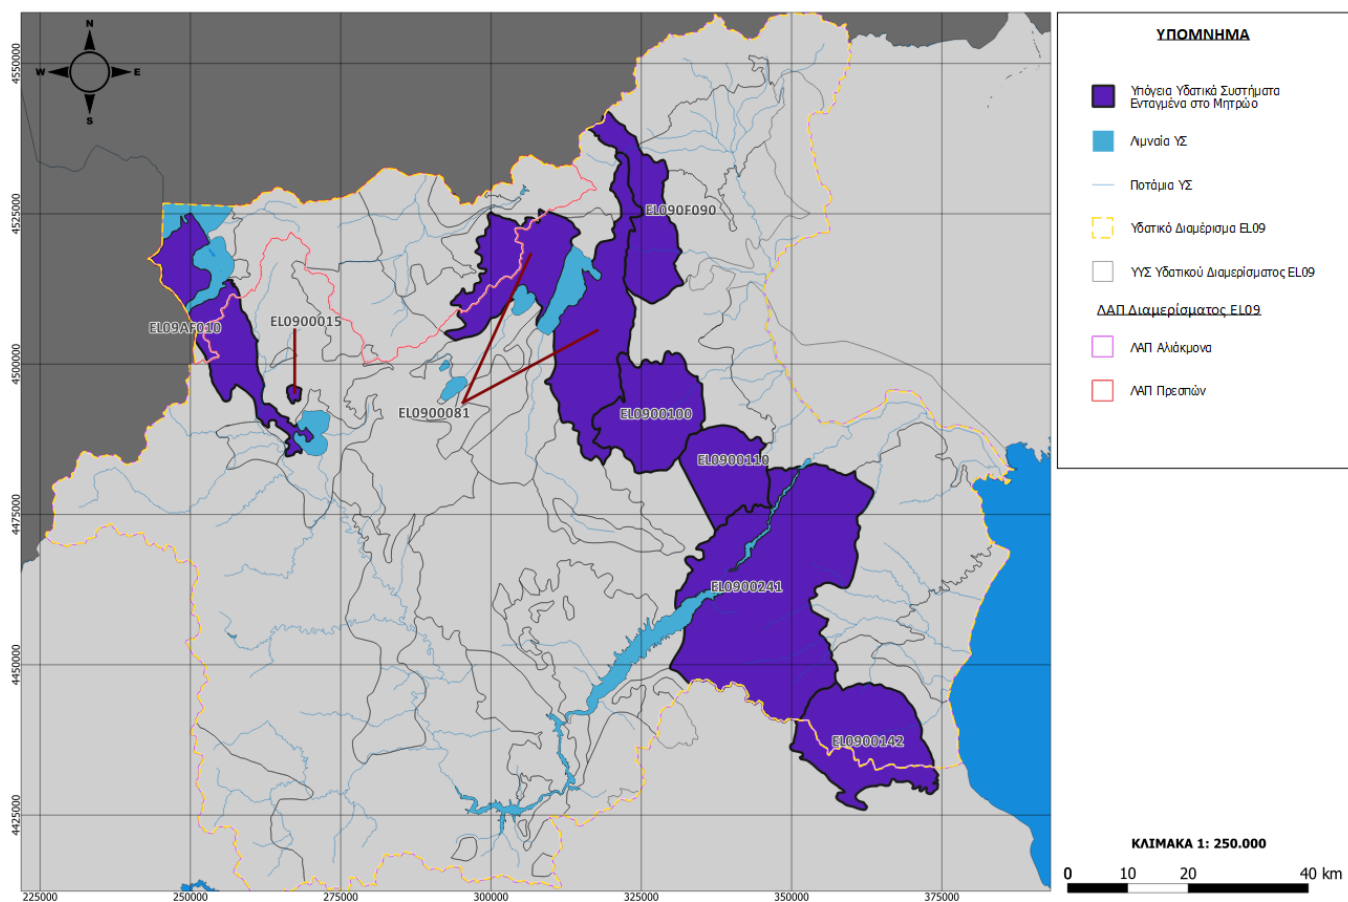 N
W
E
S
4550000
4525000
4500000
4475000
4450000
4425000
225000
250000
275000
300000
325000
350000
375000
EL090F090
EL09AF010
EL0900015
EL0900081
EL0900100
EL0900110
EL0900241
EL0900142
ΥΠΟΜΝΗΜΑ
Υπόγεια Υδατικά Συστήματα
Ενταγμένα στο Μητρώο
Λιμναία ΥΣ
Ποτάμια ΥΣ
Υδατικό Διαμέρισμα EL09
ΥΥΣ Υδατικού Διαμερίσματος EL09
ΛΑΠ Διαμερίσματος EL09
ΛΑΠ Αλιάκμονα
ΛΑΠ Πρεσπών
ΚΛΙΜΑΚΑ 1: 250.000
0 10 20 40 km